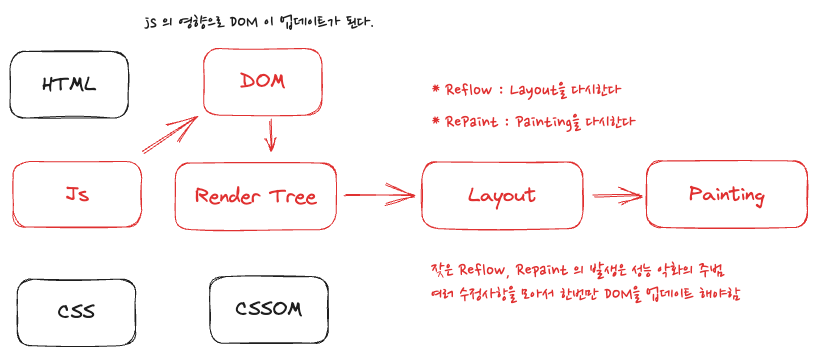 JS 의 영향으로 DOM 이 업데이트가 된다.
HTML
DOM
* Reflow : Layout을 다시한다
* RePaint : Painting을 다시한다
Js
Render Tree
Layout
Painting
CSS
CSSOM
잦은 Reflow, Repaint 의 발생은 성능 악화의 주범
여러 수정사항을 모아서 한번만 DOM을 업데이트 해야함